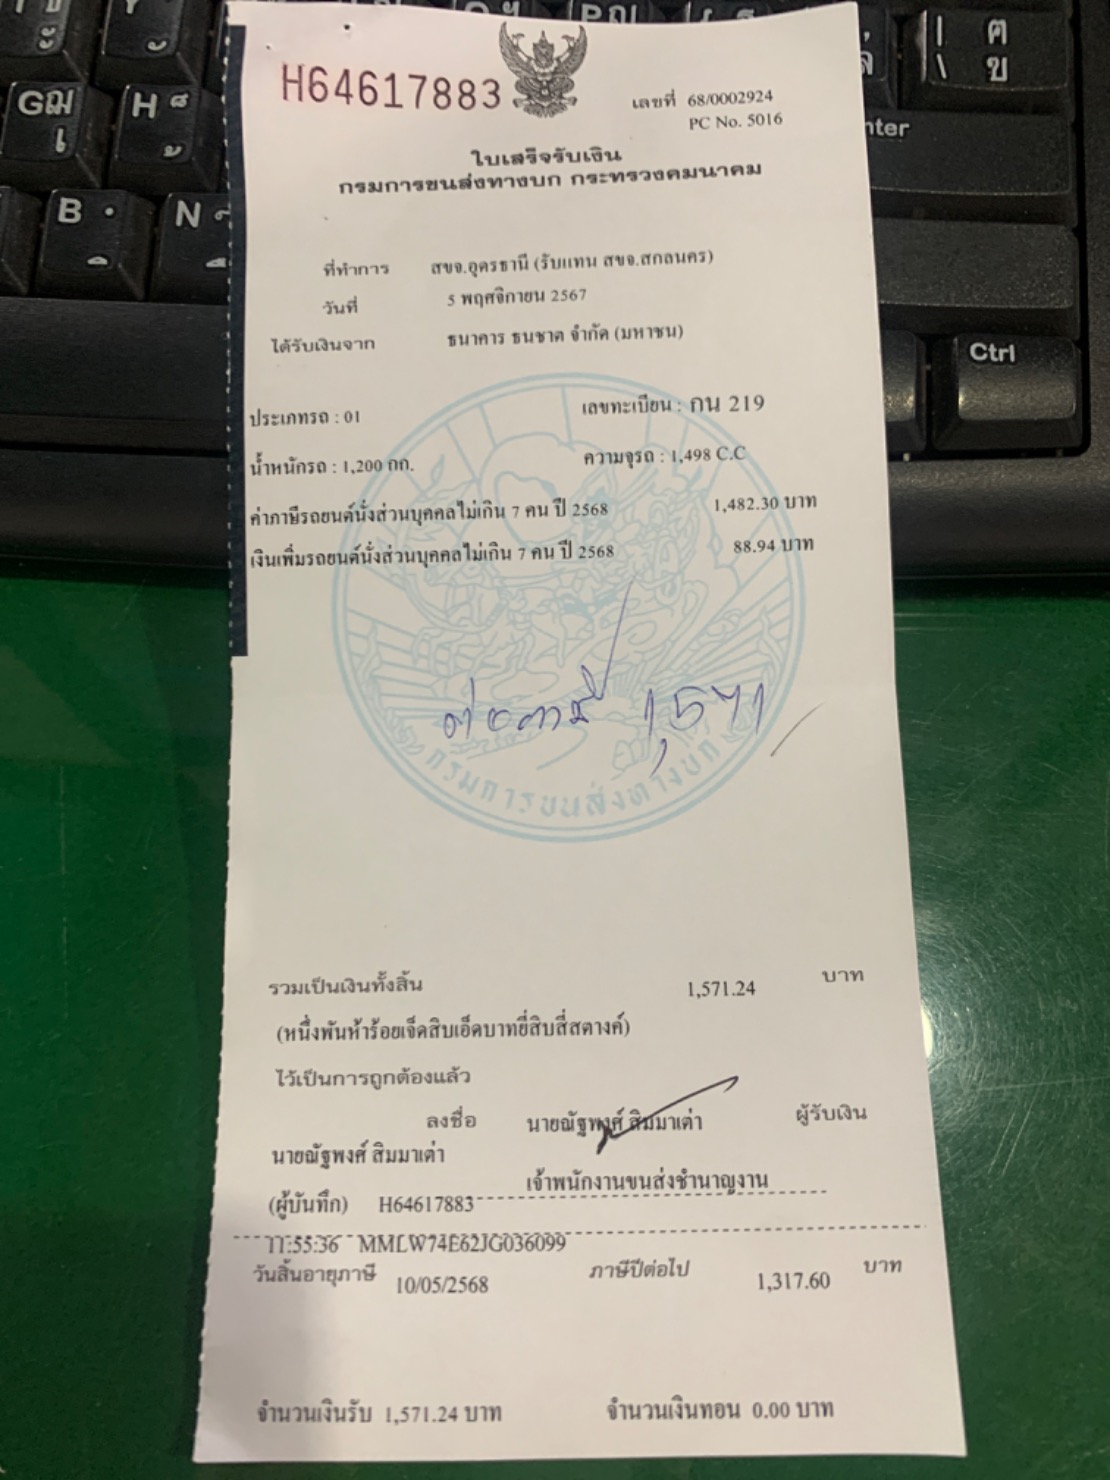 H64617883
เลขที่ 68/0002924
PC No. 5016
ใบเสร็จรับเงิน
กรมการขนส่งทางบก กระทรวงคมนาคม
ที่ทำการ สขจ.อุดรธานี (รับแทน สขจ.สกลนคร)
วันที่ 5 พฤศจิกายน 2567
ได้รับเงินจาก ธนาคาร ธนชาต จำกัด (มหาชน)
ประเภทรถ : 01 เลขทะเบียน : กน 219
น้ำหนักรถ : 1,200 กก. ความจุรถ : 1,498 C.C
ค่าภาษีรถยนต์นั่งส่วนบุคคลไม่เกิน 7 คน ปี 2568 1,482.30 บาท
เงินเพิ่มรถยนต์นั่งส่วนบุคคลไม่เกิน 7 คน ปี 2568 88.94 บาท
ต่อภาษี 1,571
กรมการขนส่งทางบก
รวมเป็นเงินทั้งสิ้น 1,571.24 บาท
(หนึ่งพันห้าร้อยเจ็ดสิบเอ็ดบาทยี่สิบสี่สตางค์)
ไว้เป็นการถูกต้องแล้ว
ลงชื่อ นายณัฐพงศ์ สิมมาเต่า ผู้รับเงิน
นายณัฐพงศ์ สิมมาเต่า
เจ้าพนักงานขนส่งชำนาญงาน
(ผู้บันทึก) H64617883
11:55:36 MMLW74E62JG036099
วันสิ้นอายุภาษี 10/05/2568 ภาษีปีต่อไป 1,317.60 บาท
จำนวนเงินรับ 1,571.24 บาท จำนวนเงินทอน 0.00 บาท
G ฌ เ
H
B
N
Ctrl